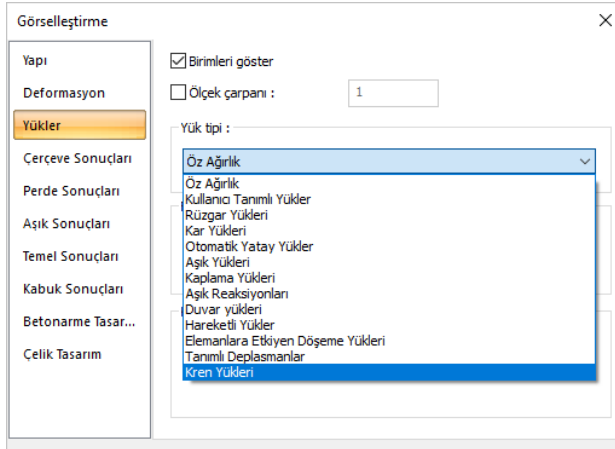 Görselleştirme
Yapı
Deformasyon
Yükler
Çerçeve Sonuçları
Perde Sonuçları
Aşık Sonuçları
Temel Sonuçları
Kabuk Sonuçları
Betonarme Tasar...
Çelik Tasarım
Birimleri göster
Ölçek çarpanı :
1
Yük tipi :
Öz Ağırlık
Öz Ağırlık
Kullanıcı Tanımlı Yükler
Rüzgar Yükleri
Kar Yükleri
Otomatik Yatay Yükler
Aşık Yükleri
Kaplama Yükleri
Aşık Reaksiyonları
Duvar yükleri
Hareketli Yükler
Elemanlara Etkiyen Döşeme Yükleri
Tanımlı Deplasmanlar
Kren Yükleri